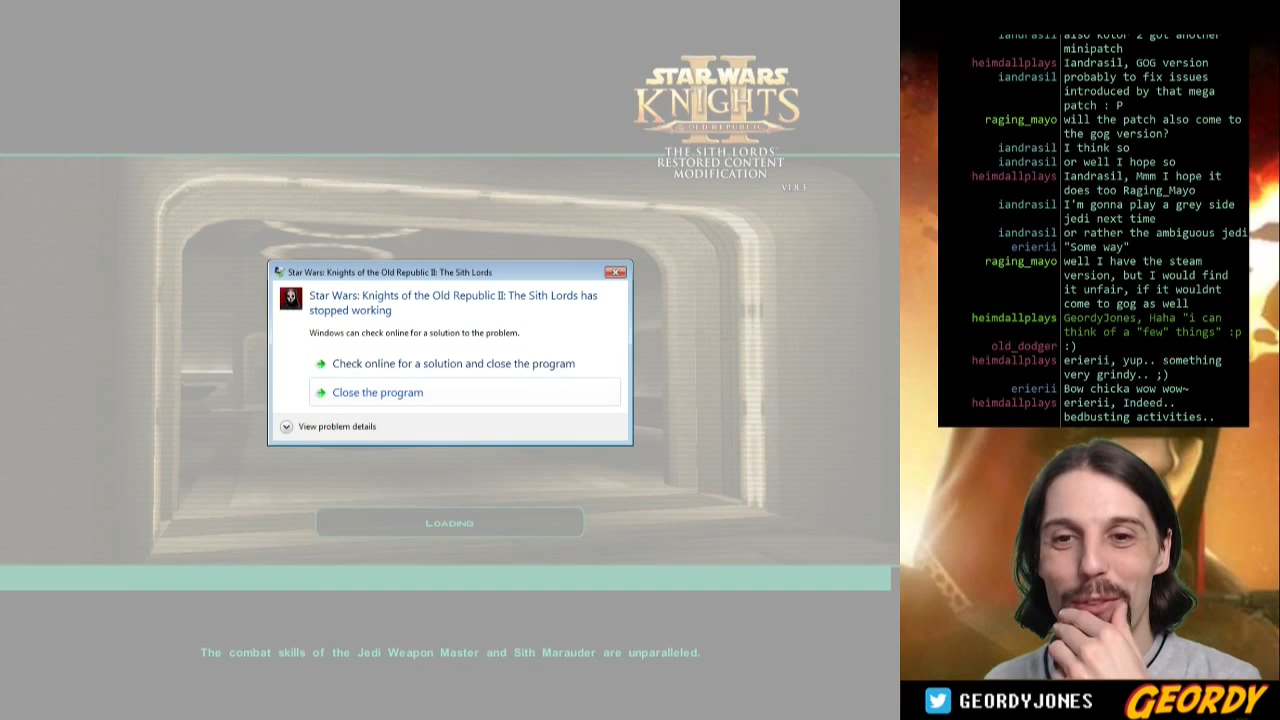 STAR WARS
KNIGHTS
II
OF THE OLD REPUBLIC
THE SITH LORDS
RESTORED CONTENT
MODIFICATION
Star Wars: Knights of the Old Republic II: The Sith Lords
Star Wars: Knights of the Old Republic II: The Sith Lords has
stopped working
Windows can check online for a solution to the problem.
Check online for a solution and close the program
Close the program
View problem details
LOADING
The combat skills of the Jedi Weapon Master and Sith Marauder are unparalleled.
iandrasil also kotor 2 got another
minipatch
heimdallplays Iandrasil, GOG version
iandrasil probably to fix issues
introduced by that mega
patch : P
raging_mayo will the patch also come to
the gog version?
iandrasil I think so
iandrasil or well I hope so
heimdallplays Iandrasil, Mmm I hope it
does too Raging_Mayo
iandrasil I'm gonna play a grey side
jedi next time
iandrasil or rather the ambiguous jedi
erierii "Some way"
raging_mayo well I have the steam
version, but I would find
it unfair, if it wouldnt
come to gog as well
heimdallplays GeordyJones, Haha "i can
think of a "few" things" :p
old_dodger :)
heimdallplays erierii, yup.. something
very grindy.. ;)
erierii Bow chicka wow wow~
heimdallplays erierii, Indeed..
bedbusting activities..
GEORDYJONES
GEORDY